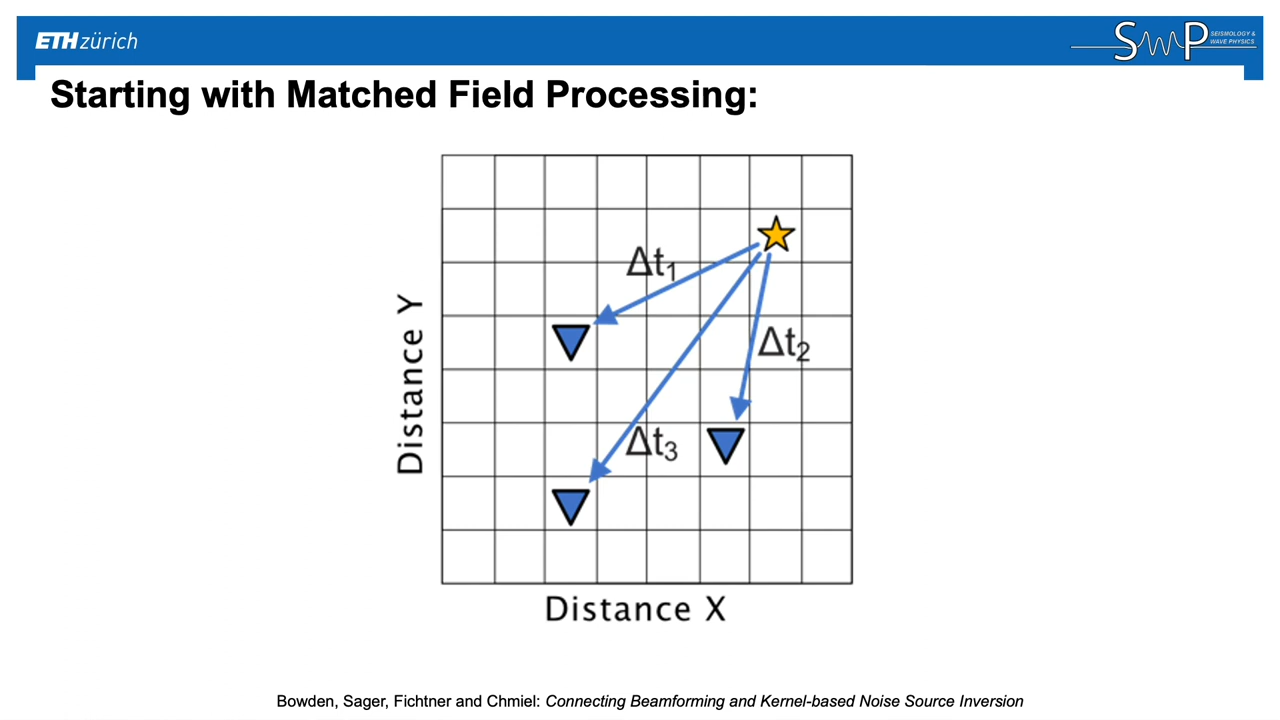 ETH zürich
SMP SEISMOLOGY &
WAVE PHYSICS
Starting with Matched Field Processing:
Δt1
Δt2
Δt3
Distance Y
Distance X
Bowden, Sager, Fichtner and Chmiel: Connecting Beamforming and Kernel-based Noise Source Inversion